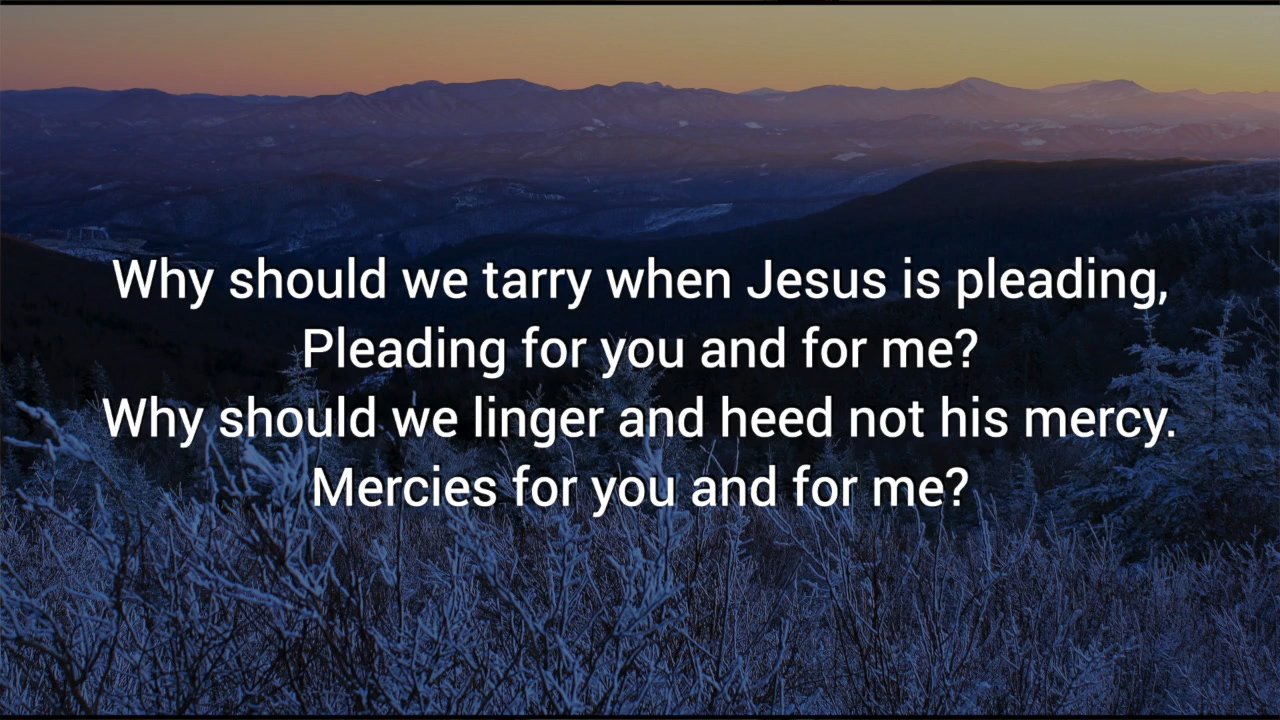 Why should we tarry when Jesus is pleading,
Pleading for you and for me?
Why should we linger and heed not his mercy.
Mercies for you and for me?